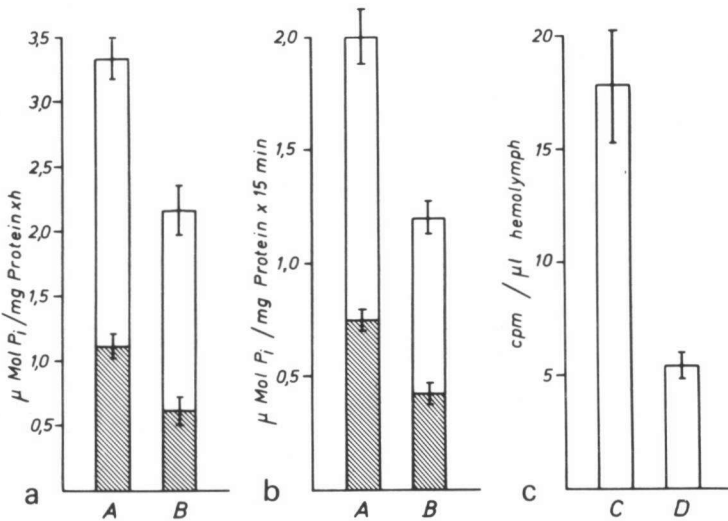 μ Mol Pi / mg Protein x h
3,5
3,0
2,5
2,0
1,5
1,0
0,5
a
A
B
μ Mol Pi / mg Protein x 15 min
2,0
1,5
1,0
0,5
b
A
B
cpm / μl hemolymph
20
15
10
5
c
C
D